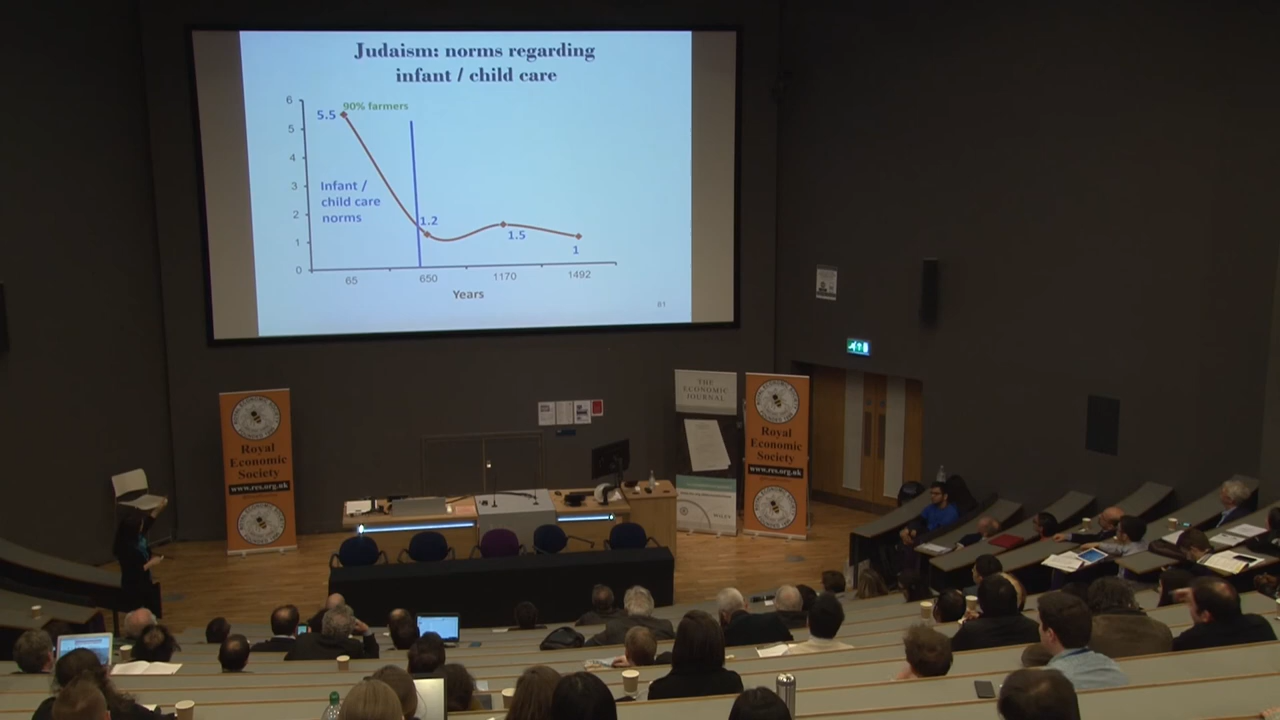 Judaism: norms regarding
infant / child care
6
5
4
3
2
1
0
5.5
90% farmers
Infant /
child care
norms
1.2
1.5
1
65
650
1170
1492
Years
81
Royal
Economic
Society
www.res.org.uk
THE
ECONOMIC
JOURNAL
Royal
Economic
Society
www.res.org.uk